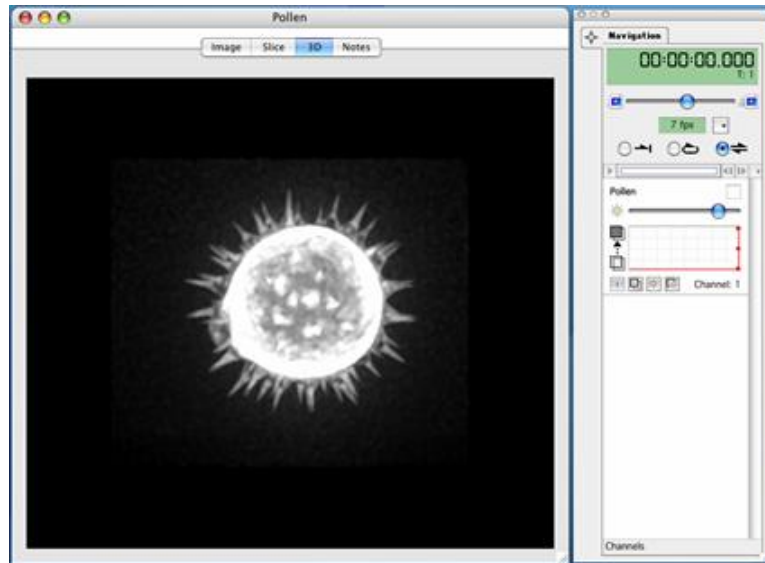 Pollen
Image Slice 3D Notes
Navigation
00:00:00.000
T: 1
7 fps
Pollen
Channel: 1
Channels